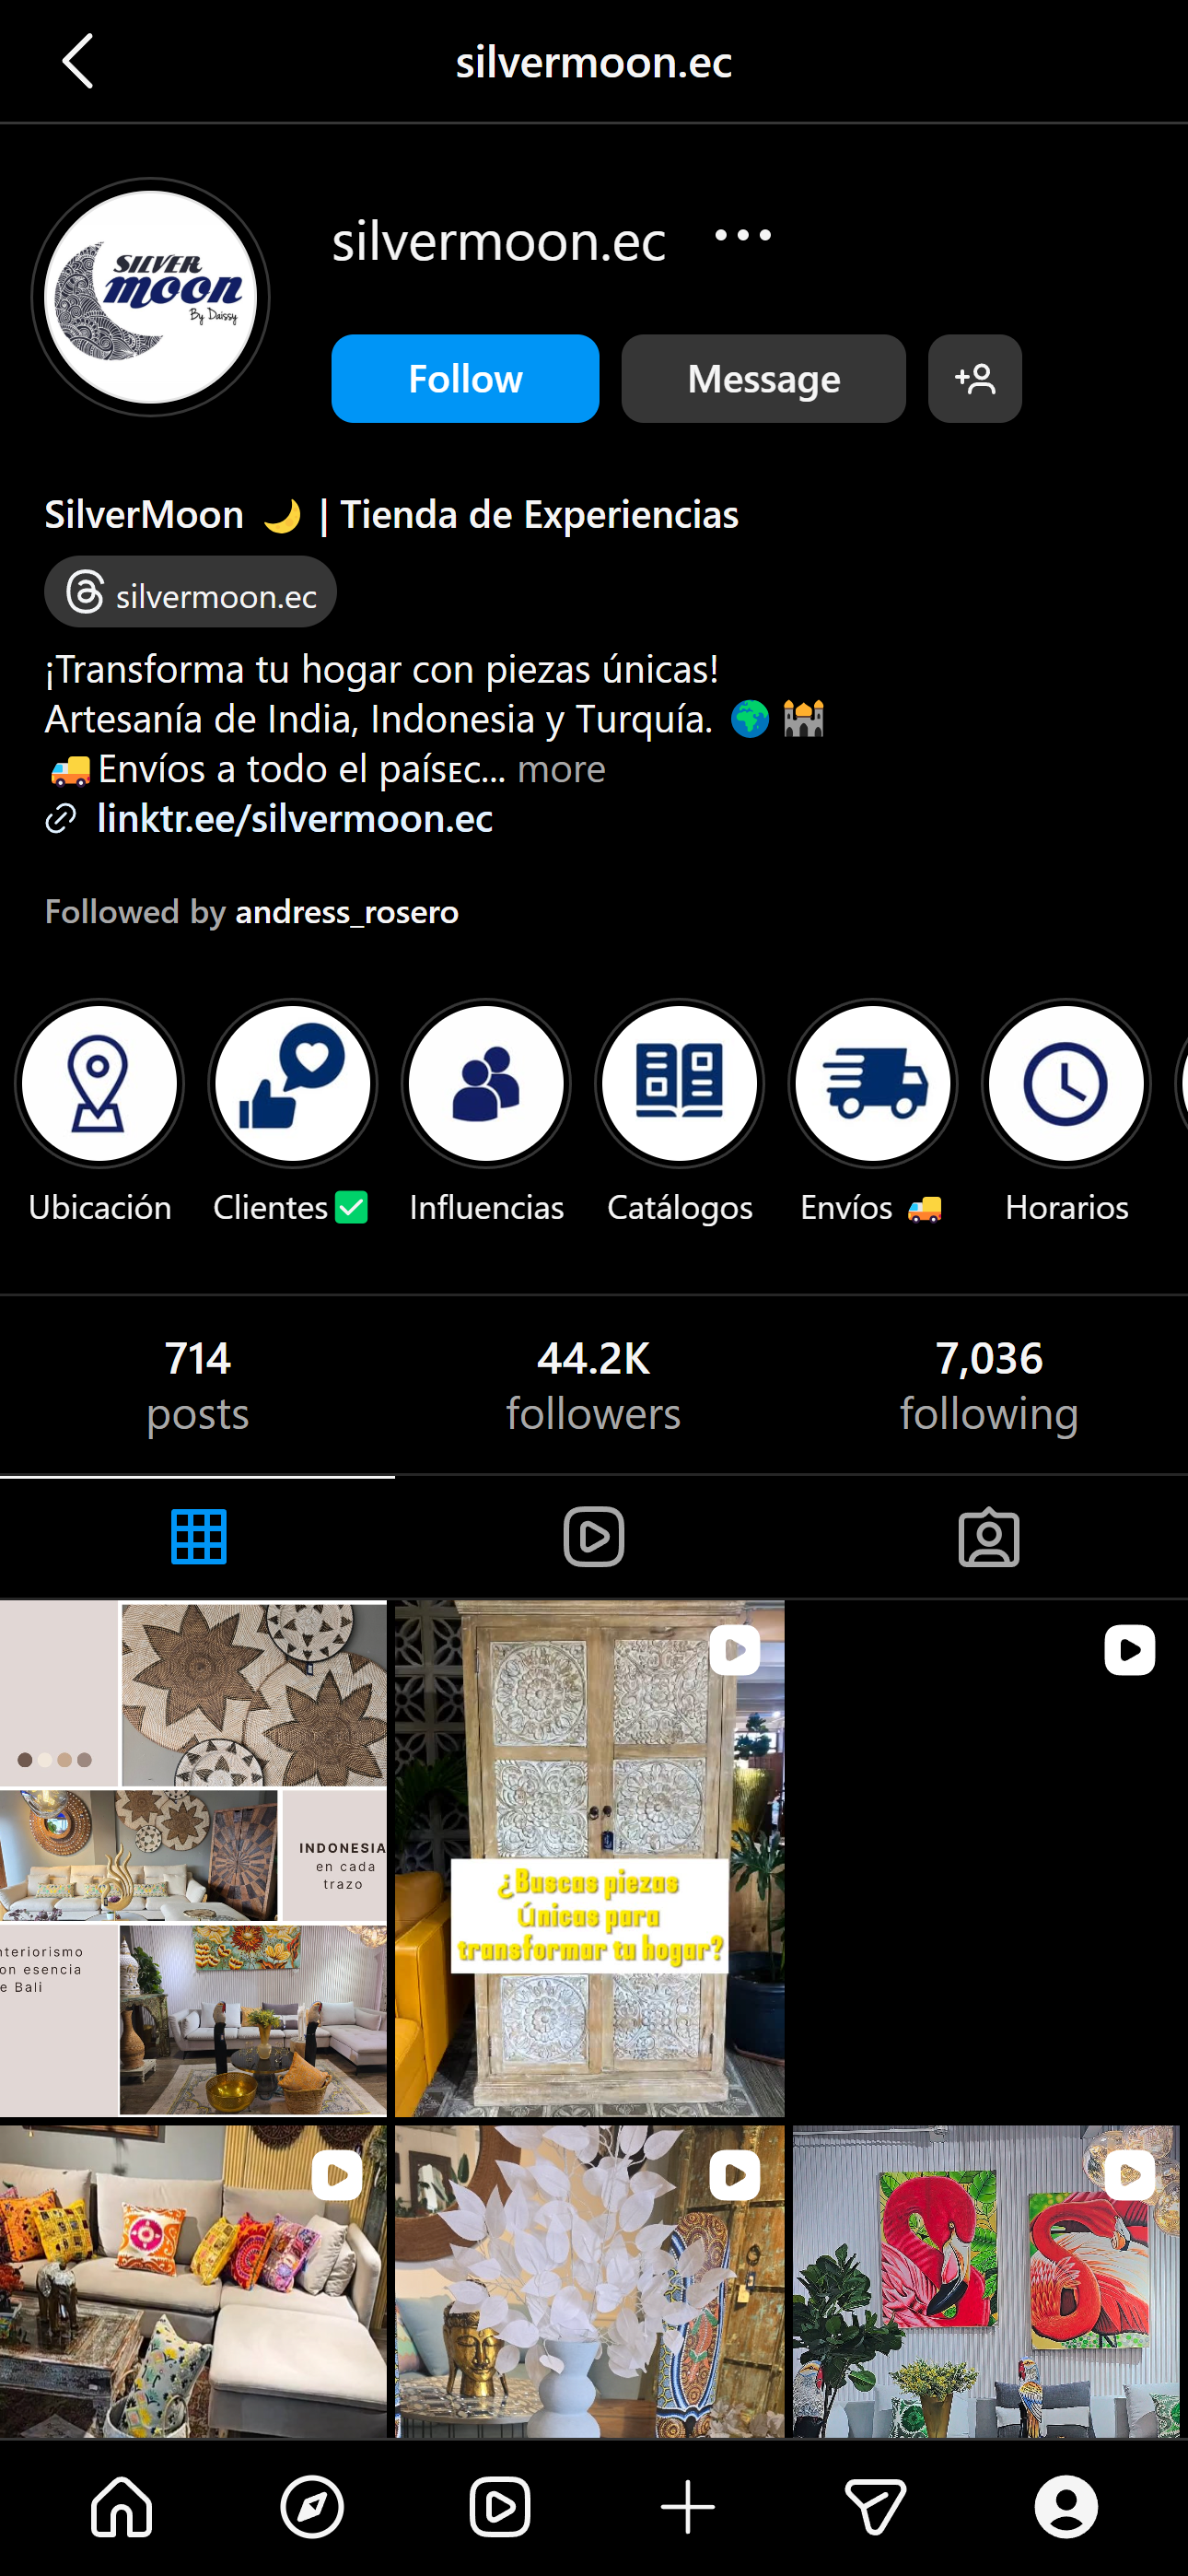 silvermoon.ec
SILVER
moon
By Daissy
silvermoon.ec
Follow
Message
SilverMoon 🌙 | Tienda de Experiencias
silvermoon.ec
¡Transforma tu hogar con piezas únicas!
Artesanía de India, Indonesia y Turquía. 🌍 🕌
🚚Envíos a todo el paísEC... more
linktr.ee/silvermoon.ec
Followed by andress_rosero
Ubicación
Clientes✅
Influencias
Catálogos
Envíos 🚚
Horarios
714
posts
44.2K
followers
7,036
following
INDONESIA
en cada
trazo
nteriorismo
on esencia
e Bali
¿Buscas piezas
Únicas para
transformar tu hogar?